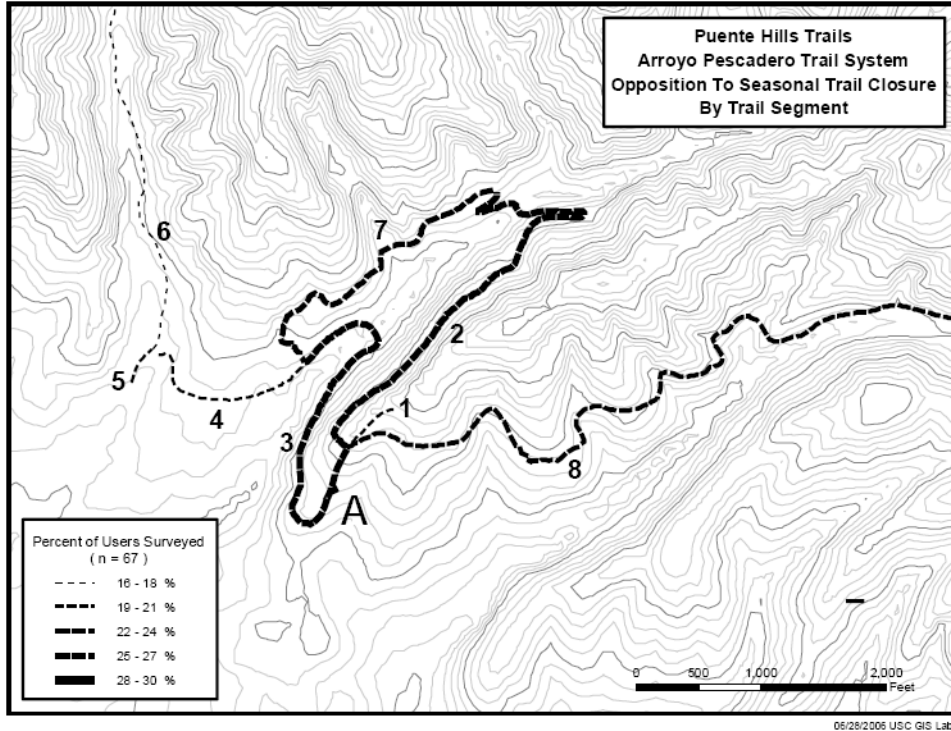 Puente Hills Trails
Arroyo Pescadero Trail System
Opposition To Seasonal Trail Closure
By Trail Segment
6
7
2
5
1
4
3
8
A
Percent of Users Surveyed
( n = 67 )
16 - 18 %
19 - 21 %
22 - 24 %
25 - 27 %
28 - 30 %
0 500 1,000 2,000
Feet
06/28/2006 USC GIS Lab